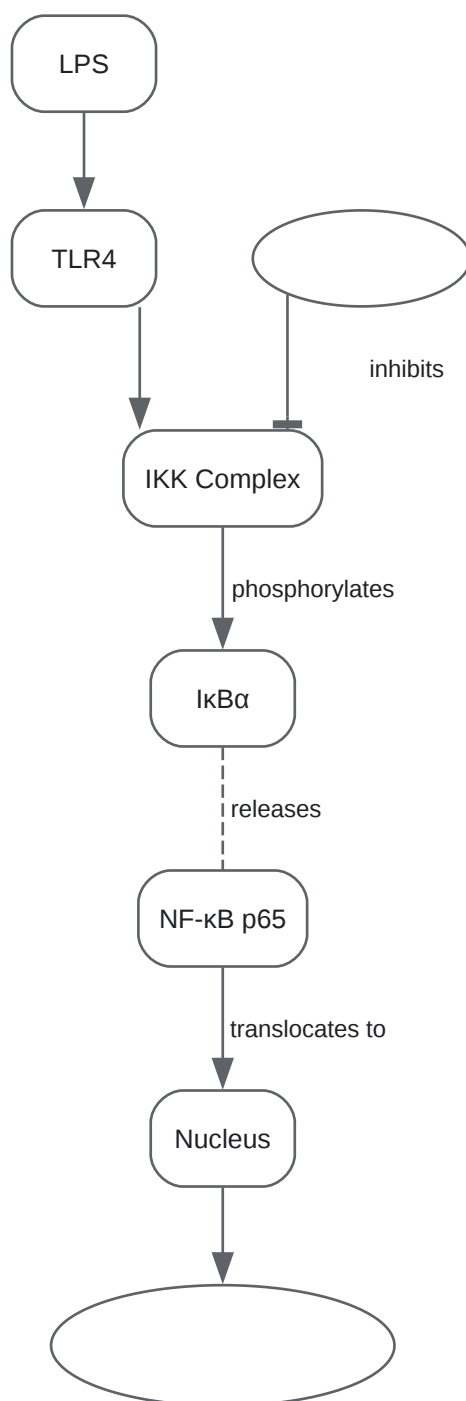 LPS
TLR4
inhibits
IKK Complex
phosphorylates
IκBα
releases
NF-κB p65
translocates to
Nucleus